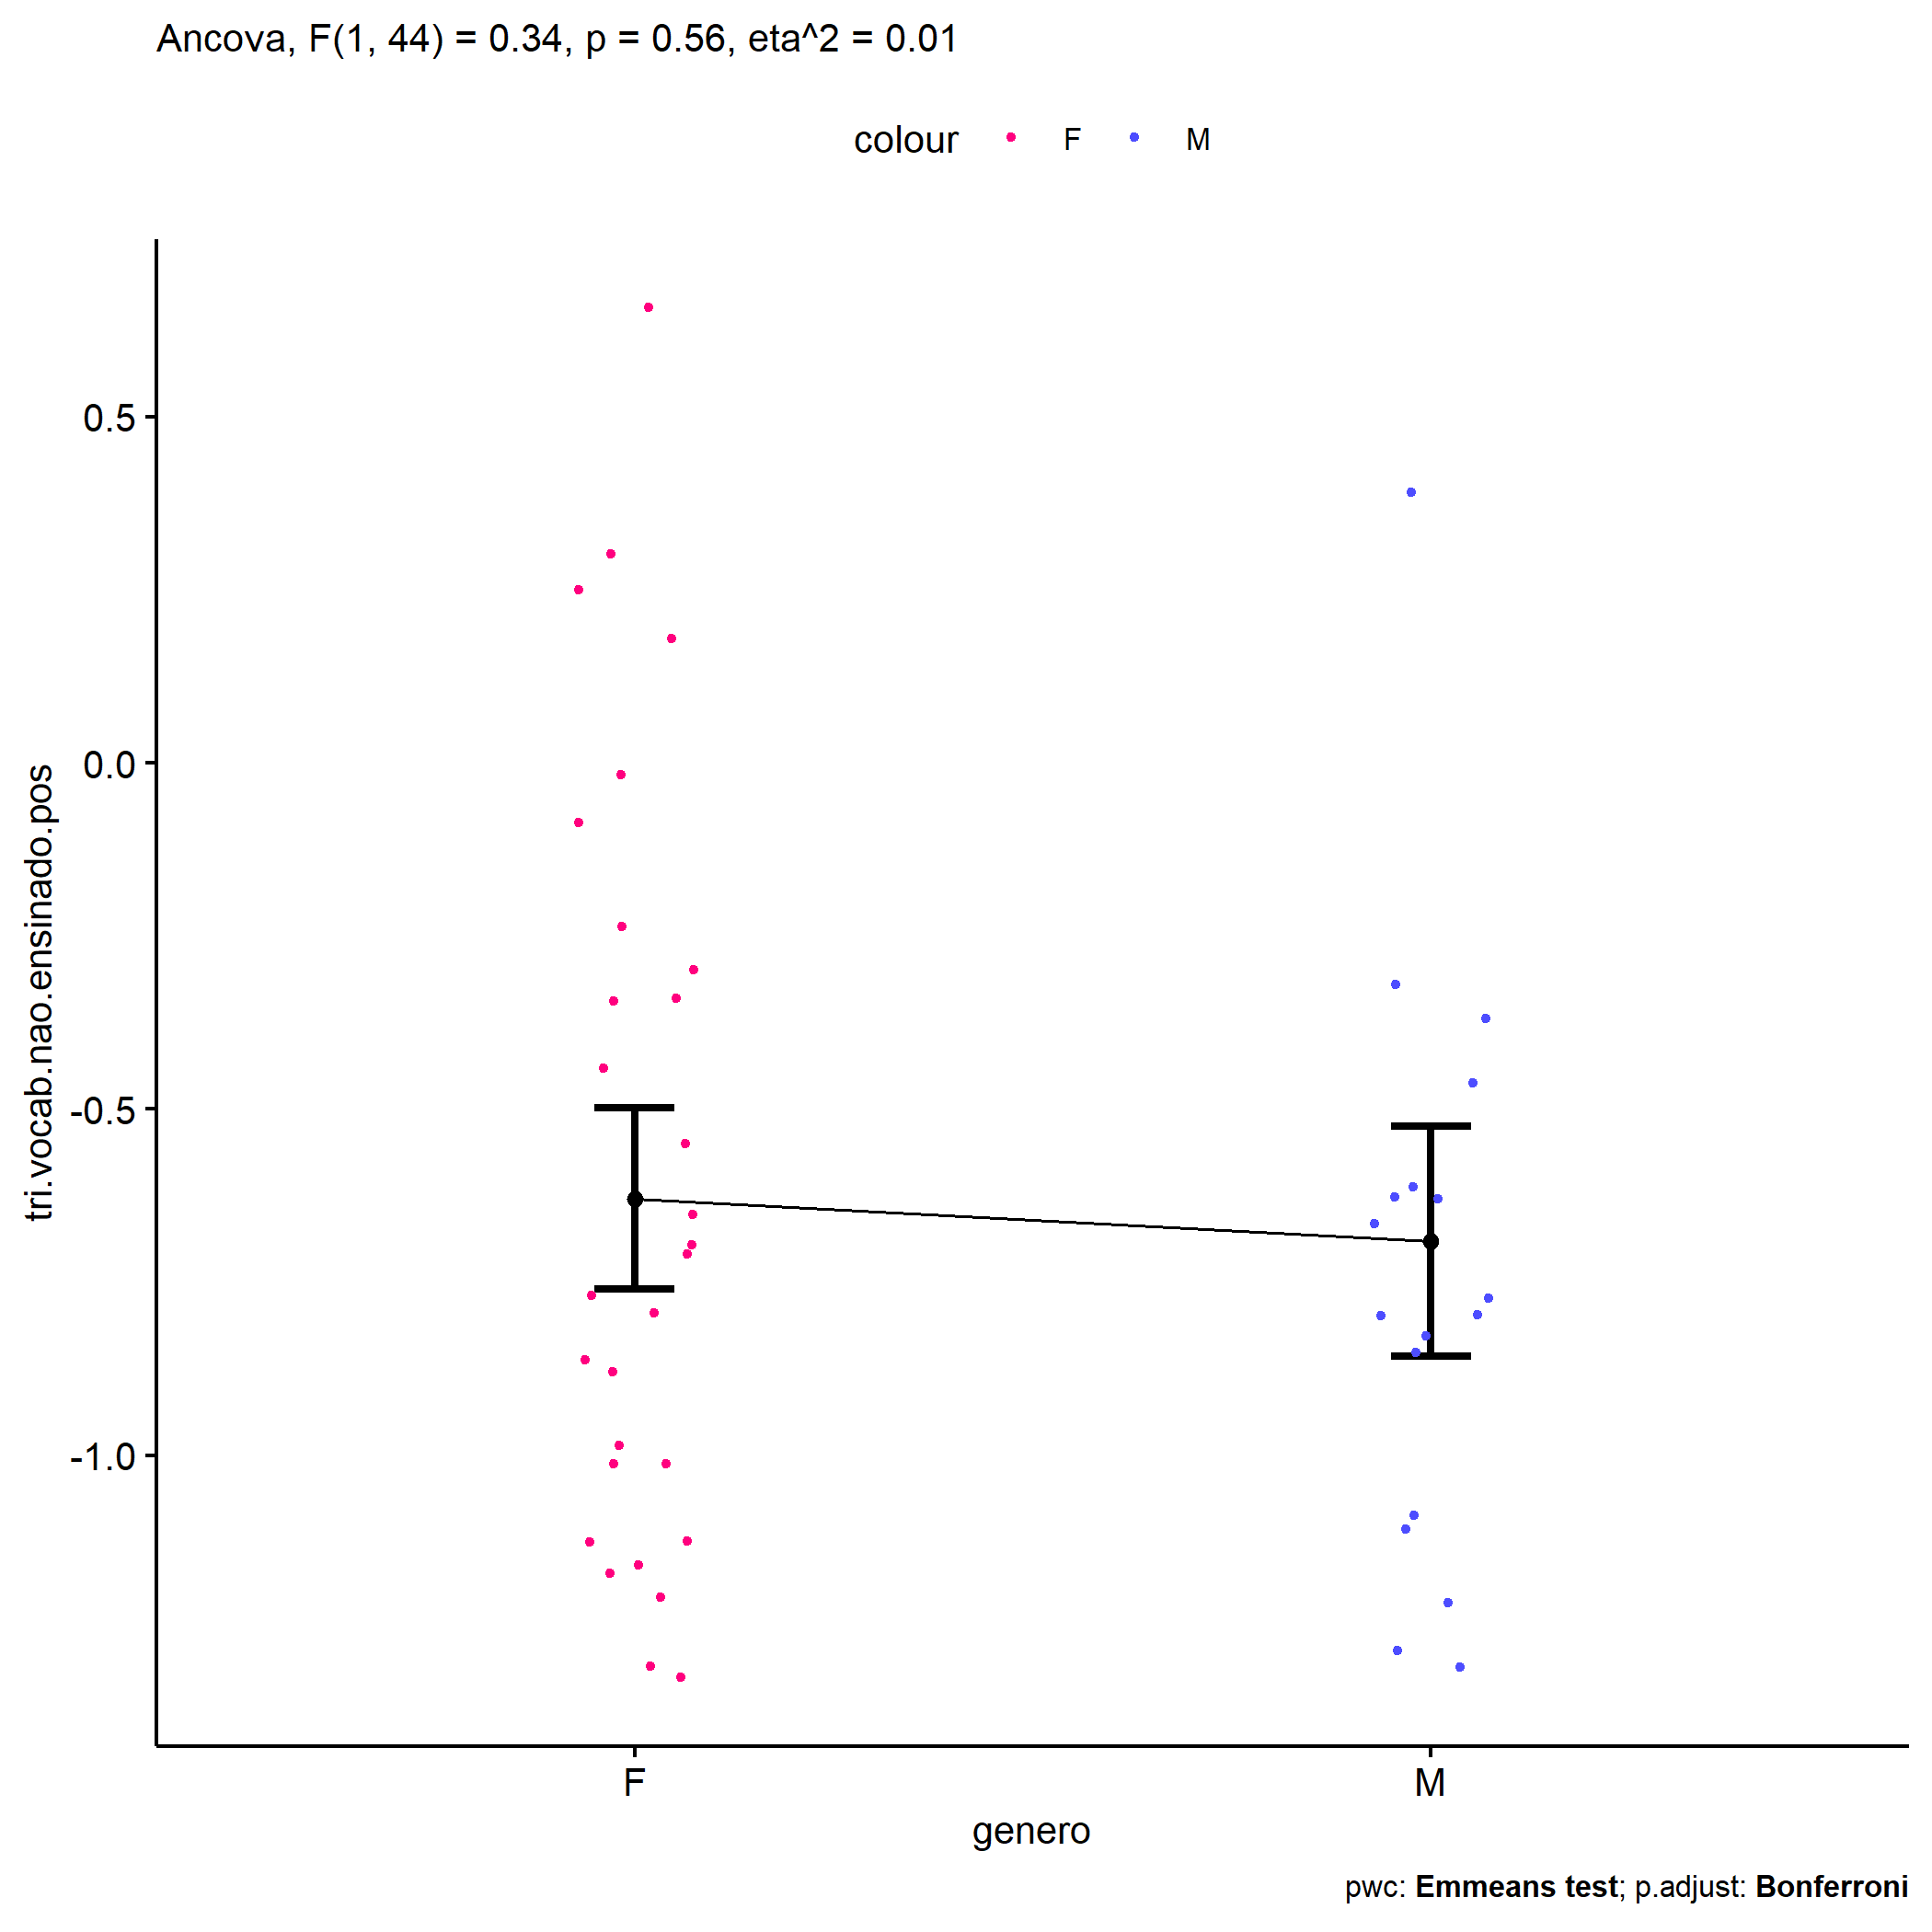 Ancova, F(1, 44) = 0.34, p = 0.56, eta^2 = 0.01
colour F M
tri.vocab.nao.ensinado.pos
0.5
0.0
-0.5
-1.0
F M
genero
pwc: Emmeans test; p.adjust: Bonferroni